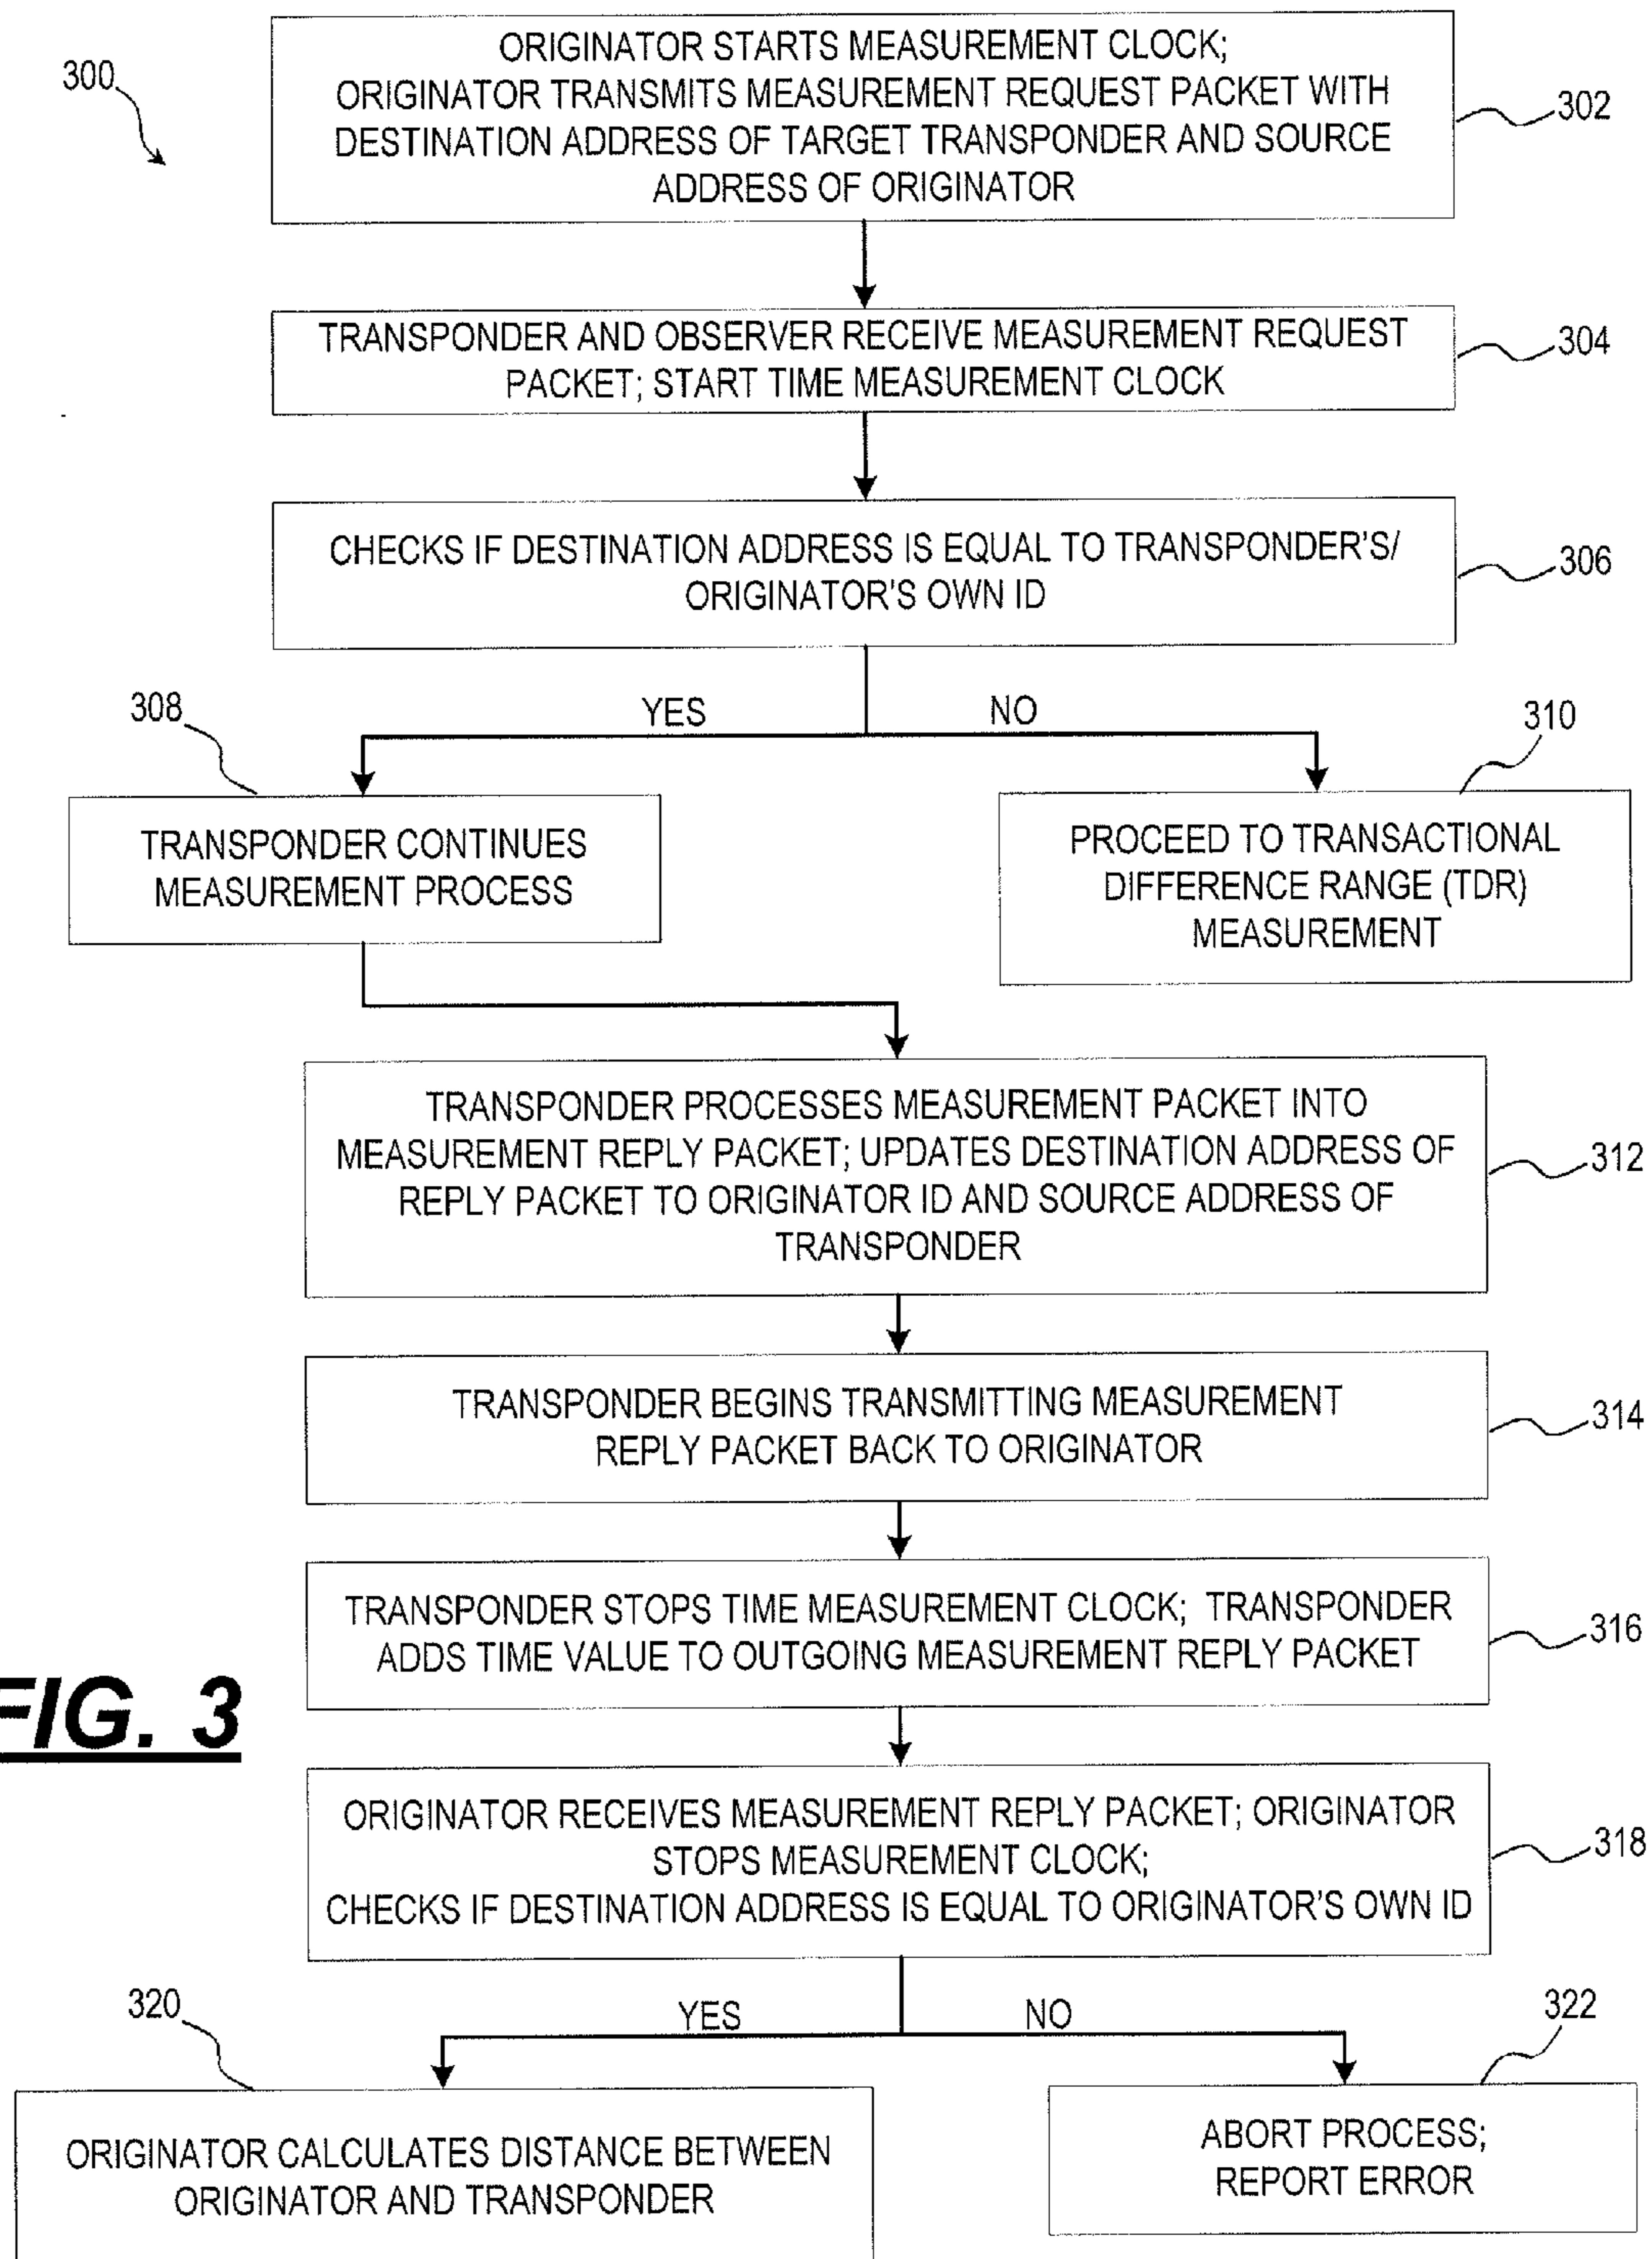 300
ORIGINATOR STARTS MEASUREMENT CLOCK;
ORIGINATOR TRANSMITS MEASUREMENT REQUEST PACKET WITH
DESTINATION ADDRESS OF TARGET TRANSPONDER AND SOURCE
ADDRESS OF ORIGINATOR
302
TRANSPONDER AND OBSERVER RECEIVE MEASUREMENT REQUEST
PACKET; START TIME MEASUREMENT CLOCK
304
CHECKS IF DESTINATION ADDRESS IS EQUAL TO TRANSPONDER'S/
ORIGINATOR'S OWN ID
306
YES
NO
308
TRANSPONDER CONTINUES
MEASUREMENT PROCESS
310
PROCEED TO TRANSACTIONAL
DIFFERENCE RANGE (TDR)
MEASUREMENT
TRANSPONDER PROCESSES MEASUREMENT PACKET INTO
MEASUREMENT REPLY PACKET; UPDATES DESTINATION ADDRESS OF
REPLY PACKET TO ORIGINATOR ID AND SOURCE ADDRESS OF
TRANSPONDER
312
TRANSPONDER BEGINS TRANSMITTING MEASUREMENT
REPLY PACKET BACK TO ORIGINATOR
314
TRANSPONDER STOPS TIME MEASUREMENT CLOCK; TRANSPONDER
ADDS TIME VALUE TO OUTGOING MEASUREMENT REPLY PACKET
316
FIG. 3
ORIGINATOR RECEIVES MEASUREMENT REPLY PACKET; ORIGINATOR
STOPS MEASUREMENT CLOCK;
CHECKS IF DESTINATION ADDRESS IS EQUAL TO ORIGINATOR'S OWN ID
318
YES
NO
320
ORIGINATOR CALCULATES DISTANCE BETWEEN
ORIGINATOR AND TRANSPONDER
322
ABORT PROCESS;
REPORT ERROR